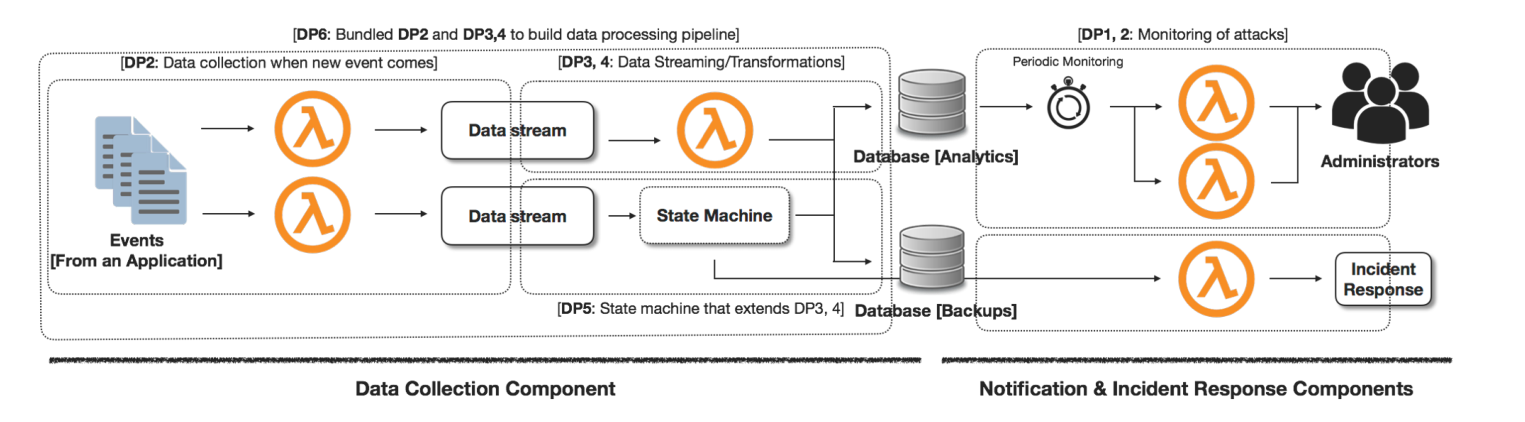 [DP6: Bundled DP2 and DP3,4 to build data processing pipeline]
[DP1, 2: Monitoring of attacks]
[DP2: Data collection when new event comes]
[DP3, 4: Data Streaming/Transformations]
Periodic Monitoring
Data stream
Database [Analytics]
Administrators
Data stream
State Machine
Events
[From an Application]
Incident
Response
[DP5: State machine that extends DP3, 4]
Database [Backups]
Data Collection Component
Notification & Incident Response Components